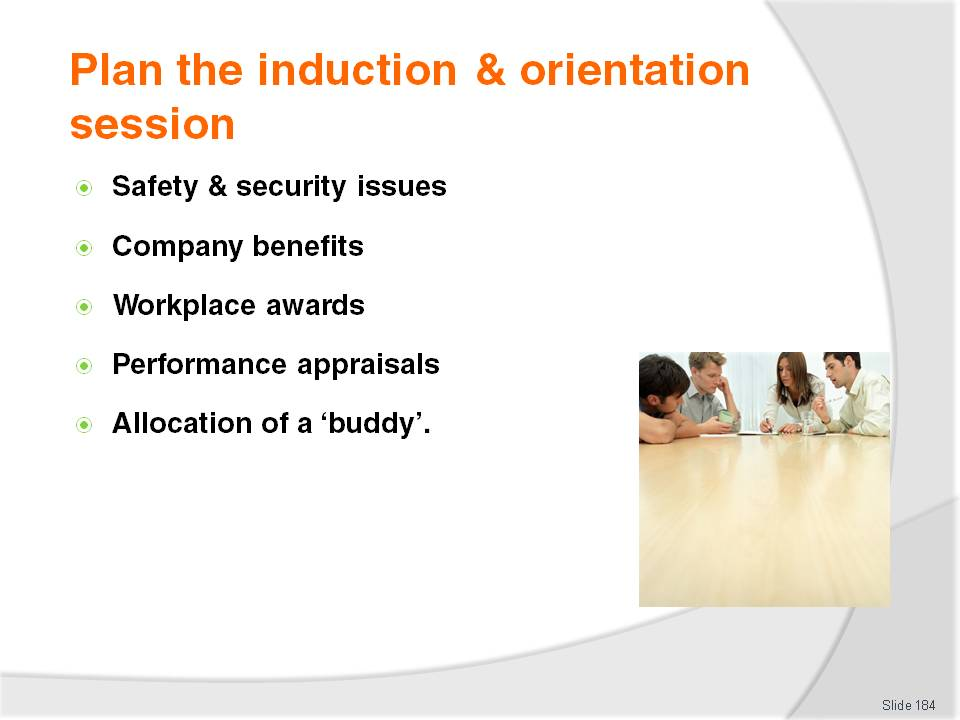 Plan the induction & orientation
session
Safety & security issues
Company benefits
Workplace awards
Performance appraisals
Allocation of a ‘buddy’.
Slide 184